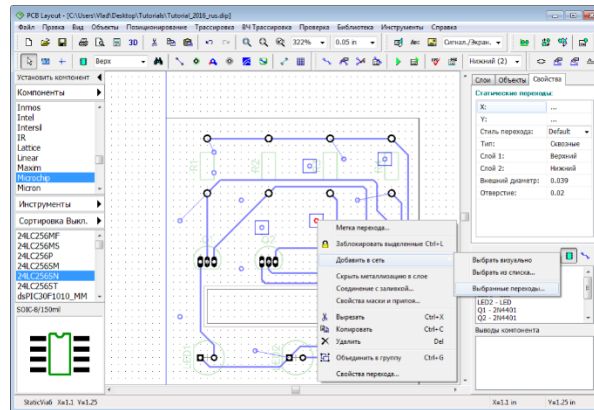 PCB Layout - [C:\Users\Vlad\Desktop\Tutorials\Tutorial_2016_rus.dip]
Файл Правка Вид Объекты Позиционирование Трассировка ВЧ Трассировка Проверка Библиотека Инструменты Справка
3D 322% 0.05 in Сигнал./Экран.
Верх Нижний (2)
Установить компонент
Компоненты
Inmos
Intel
Intersil
IR
Lattice
Linear
Maxim
Microchip
Micron
Инструменты
Сортировка Выкл.
24LC256MF
24LC256MS
24LC256P
24LC256SM
24LC256SN
24LC256ST
dsPIC30F1010_MM
SOIC-8/150ml
R1
R2
LED1
Метка перехода...
Заблокировать выделенные Ctrl+L
Добавить в сеть
Скрыть металлизацию в слое
Соединение с заливкой...
Свойства маски и припоя...
Вырезать Ctrl+X
Копировать Ctrl+C
Удалить Del
Объединить в группу Ctrl+G
Свойства перехода...
Выбрать визуально
Выбрать из списка...
Выбранные переходы...
Слои Объекты Свойства
Статические переходы:
X: ...
Y: ...
Стиль перехода: Default
Тип: Сквозные
Слой 1: Верхний
Слой 2: Нижний
Внешний диаметр: 0.039
Отверстие: 0.02
LED2 - LED
Q1 - 2N4401
Q2 - 2N4401
Выводы компонента
StaticVia6 X=1.1 Y=1.25
X=1.1 in Y=1.25 in